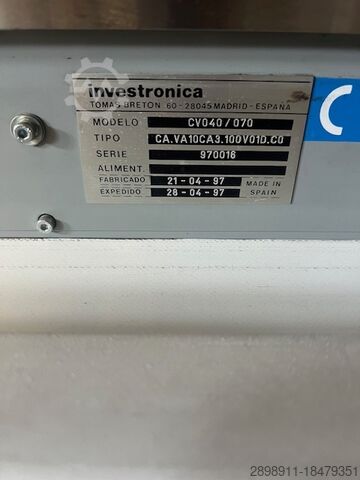 investronica
TOMAS BRETON 60-28045 MADRID-ESPAÑA
MODELO CV040/070
TIPO CA.VA10CA3.100V01D.C0
SERIE 970016
ALIMENT.
FABRICADO 21-04-97 MADE IN
EXPEDIDO 28-04-97 SPAIN
2898911-18479351